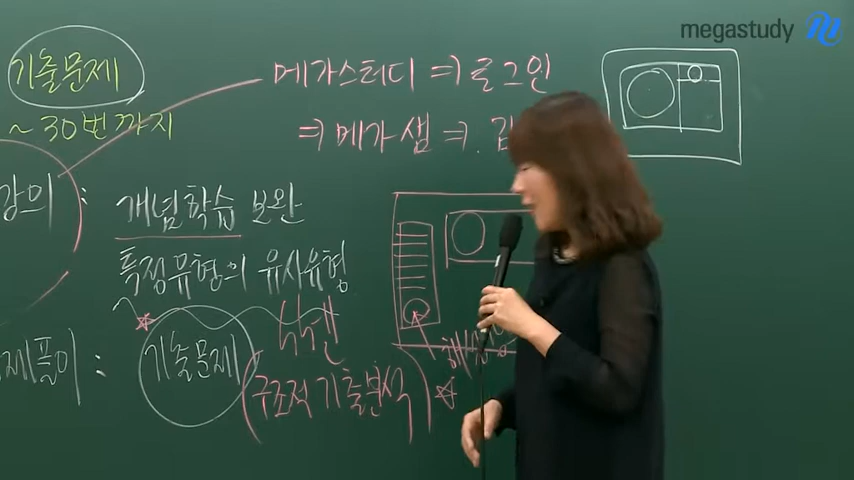 megastudy
기출문제
~30번까지
메가스터디 ⇒ 로그인
⇒ 메가샘 ⇒
강의 :
개념학습 보완
특정유형의 유사유형
제풀이 :
기출문제
구조적 기출분석